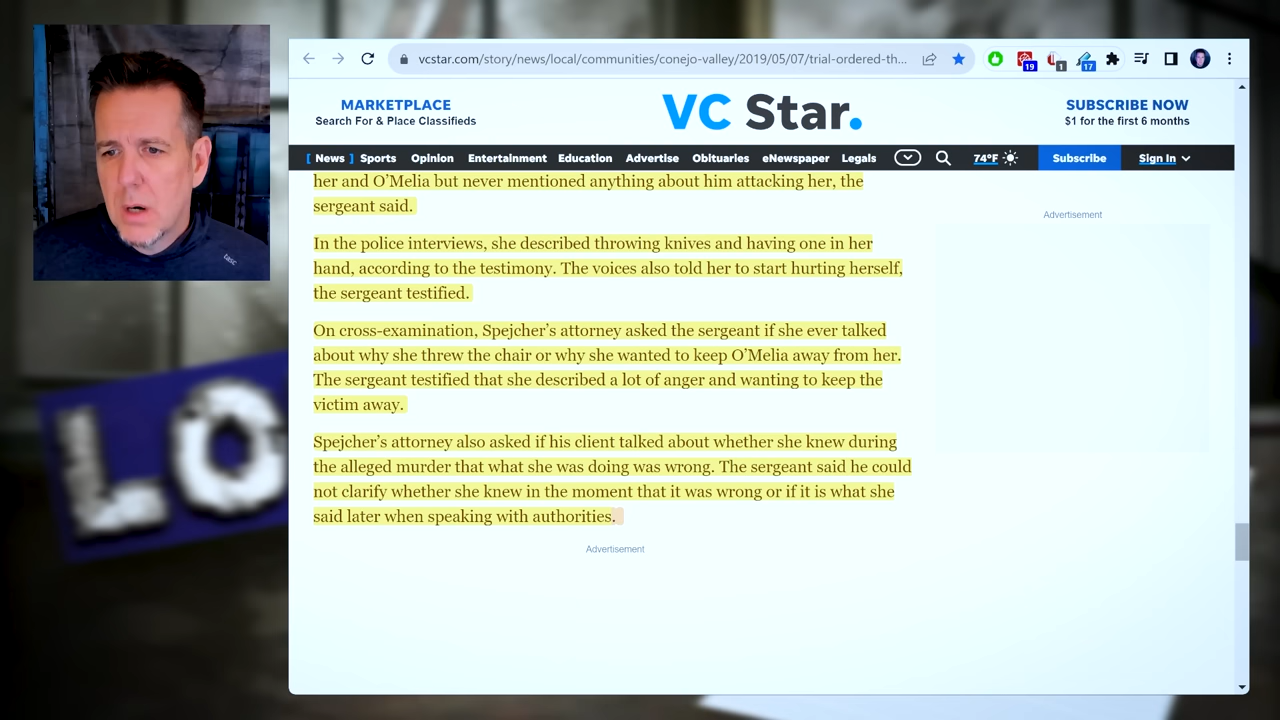 vcstar.com/story/news/local/communities/conejo-valley/2019/05/07/trial-ordered-th...
19
1
17
MARKETPLACE
Search For & Place Classifieds
VC Star.
SUBSCRIBE NOW
$1 for the first 6 months
[ News ] Sports Opinion Entertainment Education Advertise Obituaries eNewspaper Legals 74°F Subscribe Sign In
her and O’Melia but never mentioned anything about him attacking her, the
sergeant said.
Advertisement
In the police interviews, she described throwing knives and having one in her
hand, according to the testimony. The voices also told her to start hurting herself,
the sergeant testified.
On cross-examination, Spejcher’s attorney asked the sergeant if she ever talked
about why she threw the chair or why she wanted to keep O’Melia away from her.
The sergeant testified that she described a lot of anger and wanting to keep the
victim away.
Spejcher’s attorney also asked if his client talked about whether she knew during
the alleged murder that what she was doing was wrong. The sergeant said he could
not clarify whether she knew in the moment that it was wrong or if it is what she
said later when speaking with authorities.
Advertisement
tasc
LO